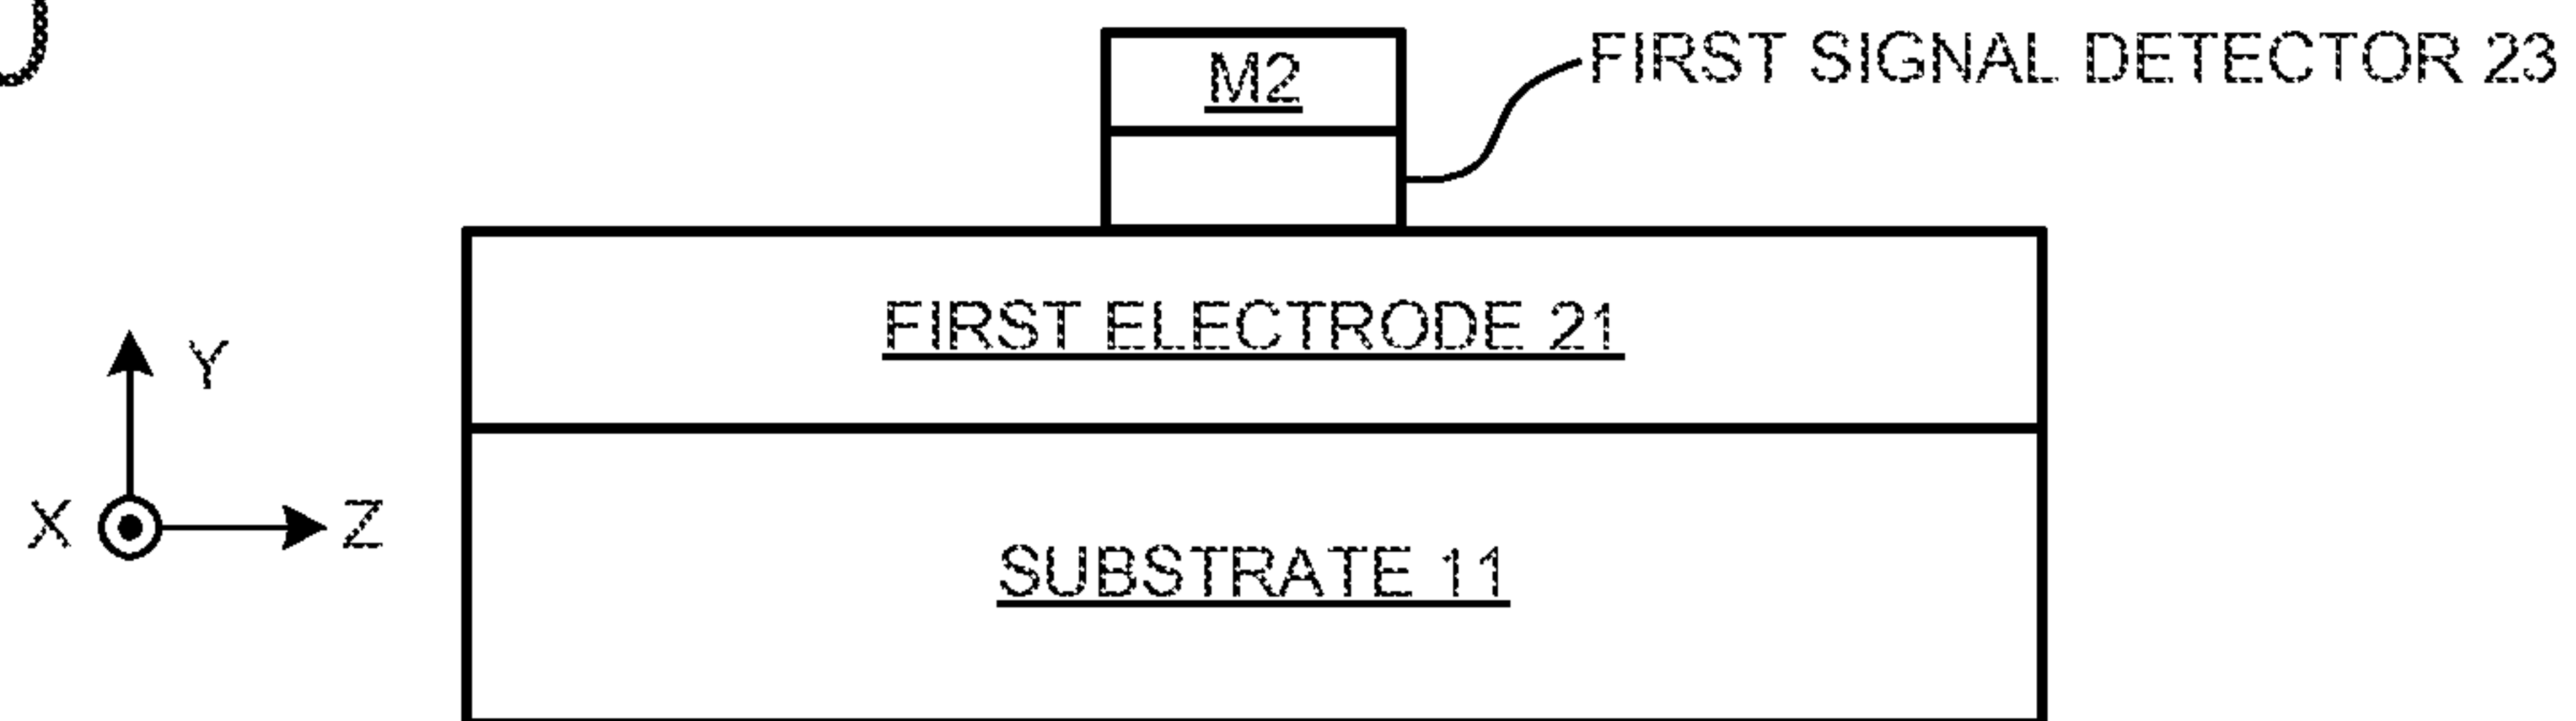 M2
FIRST SIGNAL DETECTOR 23
FIRST ELECTRODE 21
Y
X
Z
SUBSTRATE 11